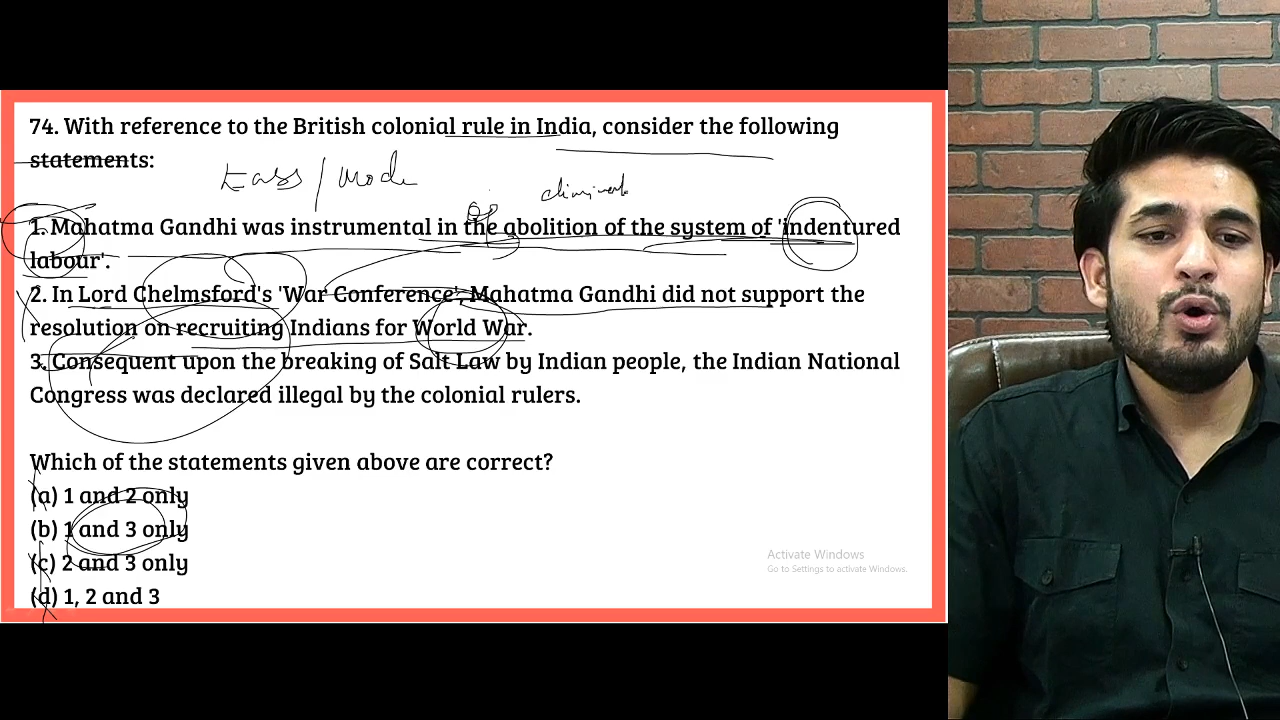 74. With reference to the British colonial rule in India, consider the following
statements:
Easy / Mode
1. Mahatma Gandhi was instrumental in the abolition of the system of 'indentured
labour'.
2. In Lord Chelmsford's 'War Conference', Mahatma Gandhi did not support the
resolution on recruiting Indians for World War.
3. Consequent upon the breaking of Salt Law by Indian people, the Indian National
Congress was declared illegal by the colonial rulers.
Which of the statements given above are correct?
(a) 1 and 2 only
(b) 1 and 3 only
(c) 2 and 3 only
(d) 1, 2 and 3
Activate Windows
Go to Settings to activate Windows.